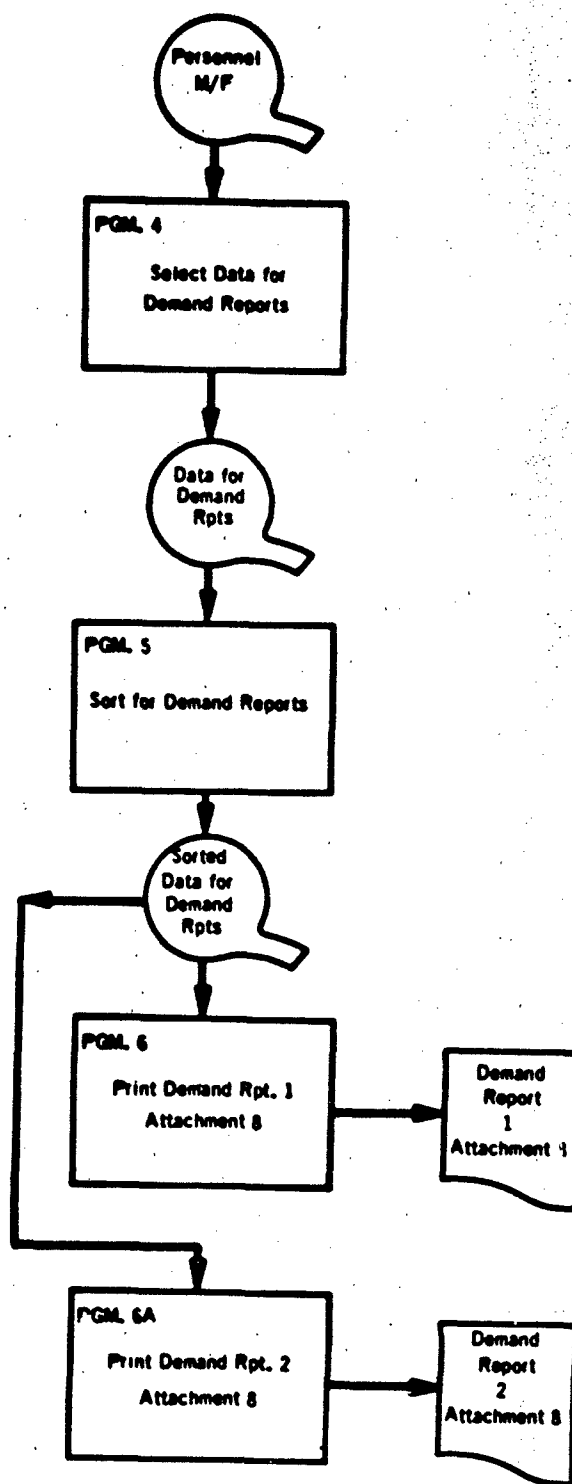 Personnel
M/F
PGM. 4
Select Data for
Demand Reports
Data for
Demand
Rpts
PGM. 5
Sort for Demand Reports
Sorted
Data for
Demand
Rpts
PGM. 6
Print Demand Rpt. 1
Attachment 8
Demand
Report
1
Attachment
PGM. 6A
Print Demand Rpt. 2
Attachment 8
Demand
Report
2
Attachment 8